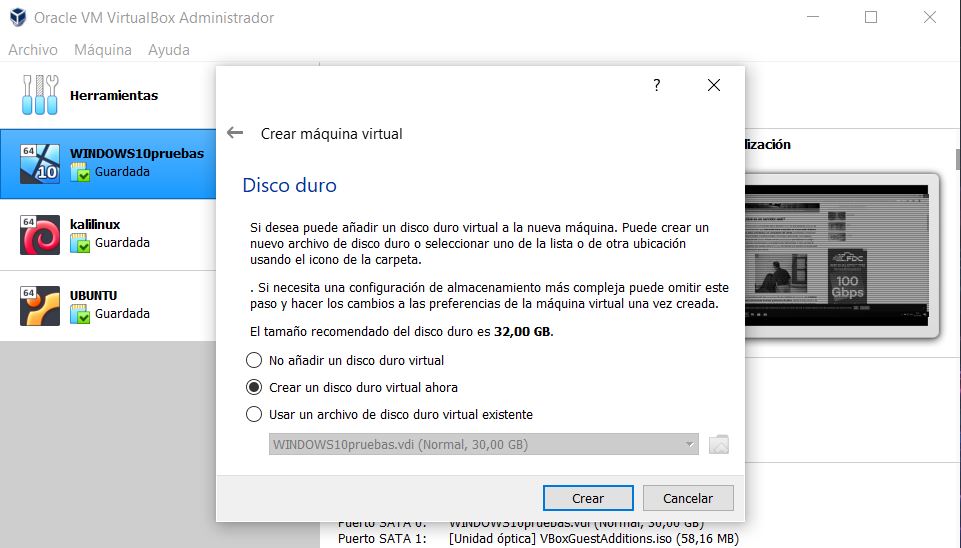 Oracle VM VirtualBox Administrador
Archivo Máquina Ayuda
Herramientas
64
10
WINDOWS10pruebas
Guardada
64
kalilinux
Guardada
64
UBUNTU
Guardada
?
Crear máquina virtual
Disco duro
Si desea puede añadir un disco duro virtual a la nueva máquina. Puede crear un
nuevo archivo de disco duro o seleccionar uno de la lista o de otra ubicación
usando el icono de la carpeta.
. Si necesita una configuración de almacenamiento más compleja puede omitir este
paso y hacer los cambios a las preferencias de la máquina virtual una vez creada.
El tamaño recomendado del disco duro es 32,00 GB.
No añadir un disco duro virtual
Crear un disco duro virtual ahora
Usar un archivo de disco duro virtual existente
WINDOWS10pruebas.vdi (Normal, 30,00 GB)
Crear
Cancelar
lización
FDC
100
Gbps
Puerto SATA 0: WINDOWS10pruebas.vdi (Normal, 30,00 GB)
Puerto SATA 1: [Unidad óptica] VBoxGuestAdditions.iso (58,16 MB)